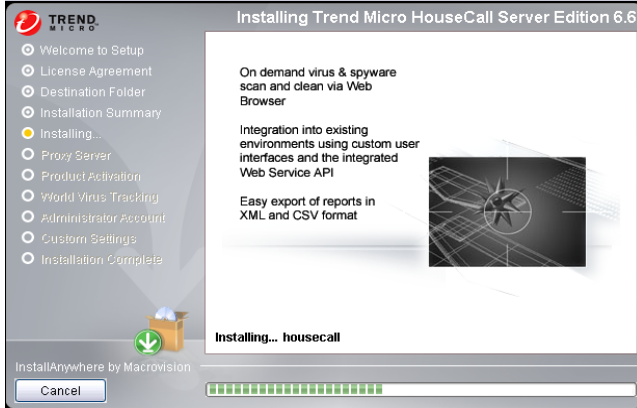 TREND
MICRO
Installing Trend Micro HouseCall Server Edition 6.6
Welcome to Setup
License Agreement
Destination Folder
Installation Summary
Installing...
Proxy Server
Product Activation
World Virus Tracking
Administrator Account
Custom Settings
Installation Complete
On demand virus & spyware
scan and clean via Web
Browser
Integration into existing
environments using custom user
interfaces and the integrated
Web Service API
Easy export of reports in
XML and CSV format
Installing... housecall
InstallAnywhere by Macrovision
Cancel